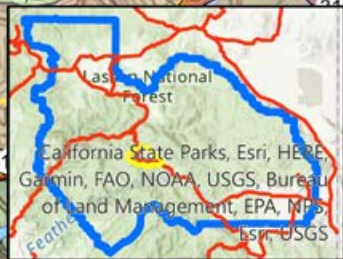 Lassen National
Forest
California State Parks, Esri, HERE,
Garmin, FAO, NOAA, USGS, Bureau
of Land Management, EPA, NPS,
Esri, USGS
Feather